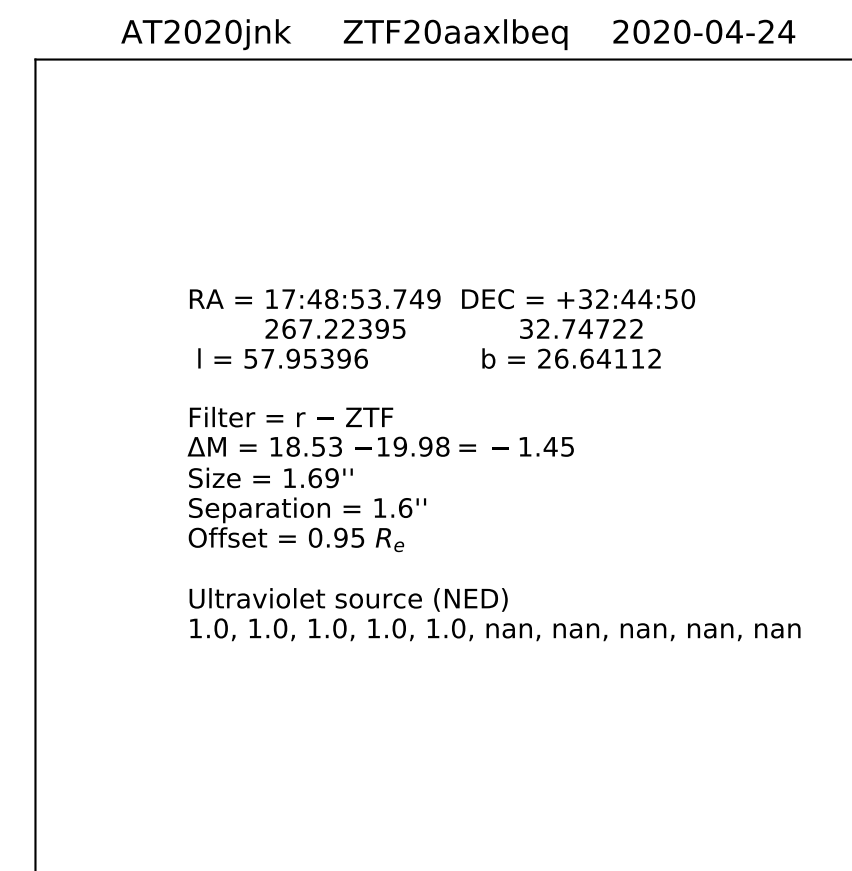 AT2020jnk ZTF20aaxlbeq 2020-04-24
RA = 17:48:53.749 DEC = +32:44:50
267.22395 32.74722
l = 57.95396 b = 26.64112
Filter = r − ZTF
ΔM = 18.53 −19.98 = − 1.45
Size = 1.69''
Separation = 1.6''
Offset = 0.95 Rₑ
Ultraviolet source (NED)
1.0, 1.0, 1.0, 1.0, 1.0, nan, nan, nan, nan, nan